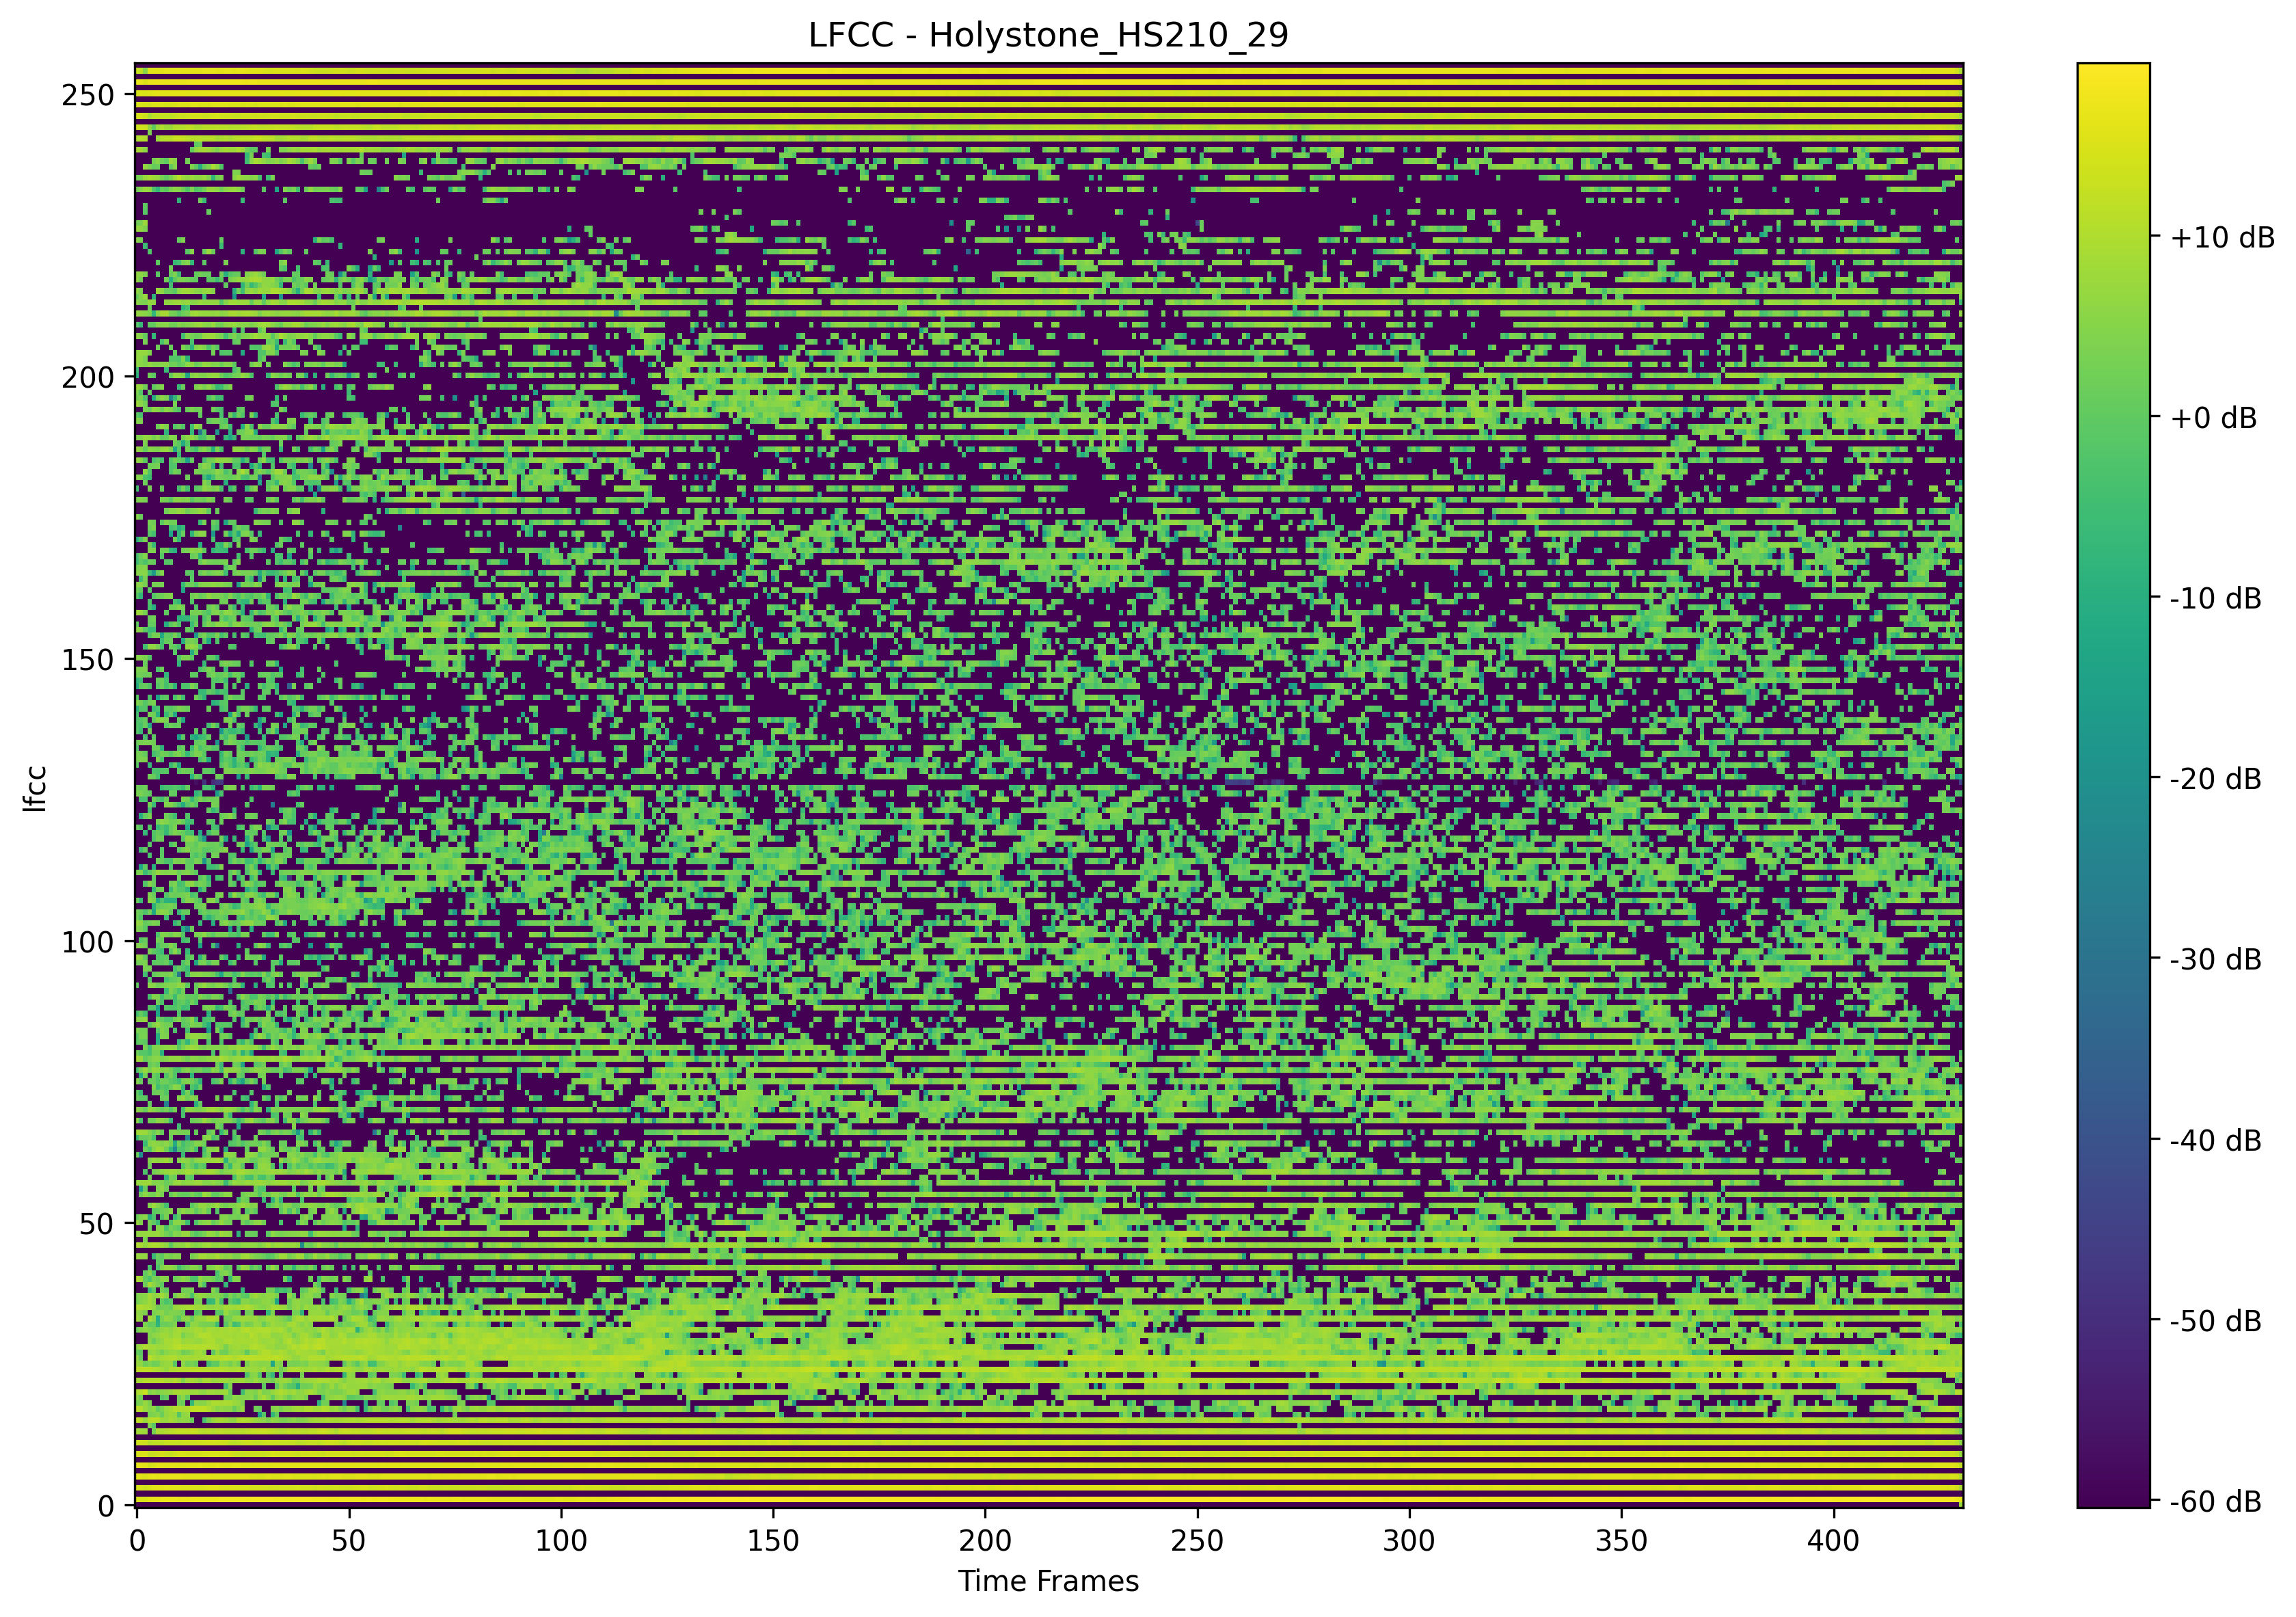 LFCC - Holystone_HS210_29
250
200
150
100
50
0
lfcc
0 50 100 150 200 250 300 350 400
Time Frames
+10 dB
+0 dB
-10 dB
-20 dB
-30 dB
-40 dB
-50 dB
-60 dB